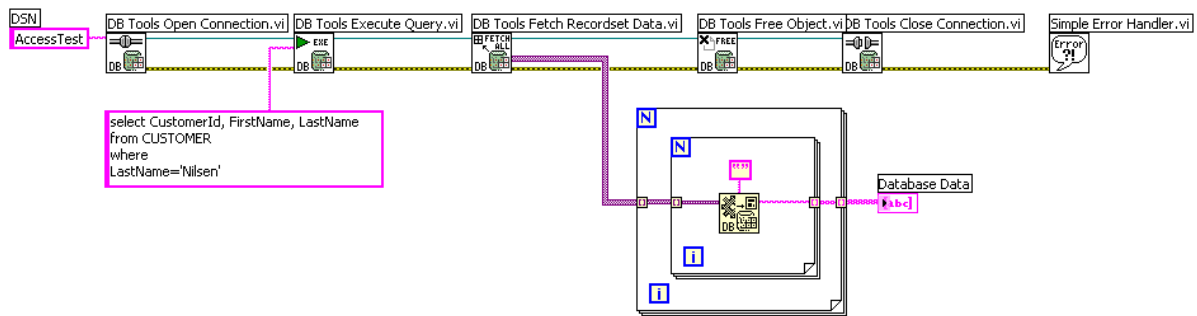 DSN
AccessTest
DB Tools Open Connection.vi
DB
DB Tools Execute Query.vi
EXE
DB
DB Tools Fetch Recordset Data.vi
FETCH
ALL
DB
DB Tools Free Object.vi
FREE
DB
DB Tools Close Connection.vi
DB
Simple Error Handler.vi
Error
?!
select CustomerId, FirstName, LastName
from CUSTOMER
where
LastName='Nilsen'
N
N
""
DB
i
i
Database Data
abc